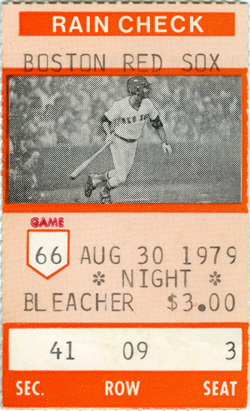 RAIN CHECK
BOSTON RED SOX
RED SOX
GAME
66 AUG 30 1979
* NIGHT *
BLEACHER $3.00
41 09 3
SEC. ROW SEAT